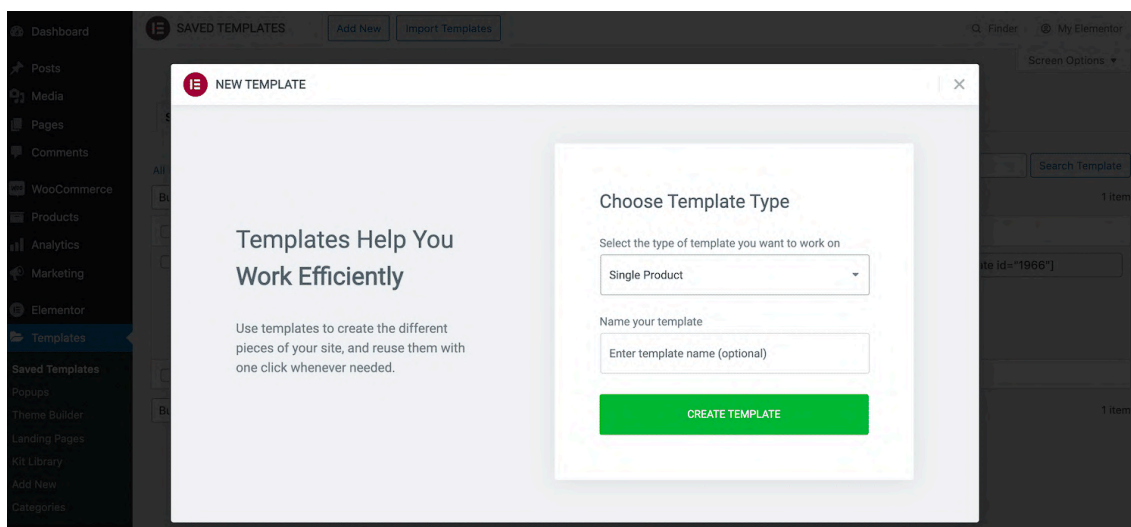 Dashboard
Posts
Media
Pages
Comments
WooCommerce
Products
Analytics
Marketing
Elementor
Templates
Saved Templates
Popups
Theme Builder
Landing Pages
Kit Library
Add New
Categories
SAVED TEMPLATES
Add New
Import Templates
Finder
My Elementor
Screen Options
All
Search Template
1 item
NEW TEMPLATE
Templates Help You
Work Efficiently
Use templates to create the different
pieces of your site, and reuse them with
one click whenever needed.
Choose Template Type
Select the type of template you want to work on
Single Product
Name your template
Enter template name (optional)
CREATE TEMPLATE
id="1966"]
1 item